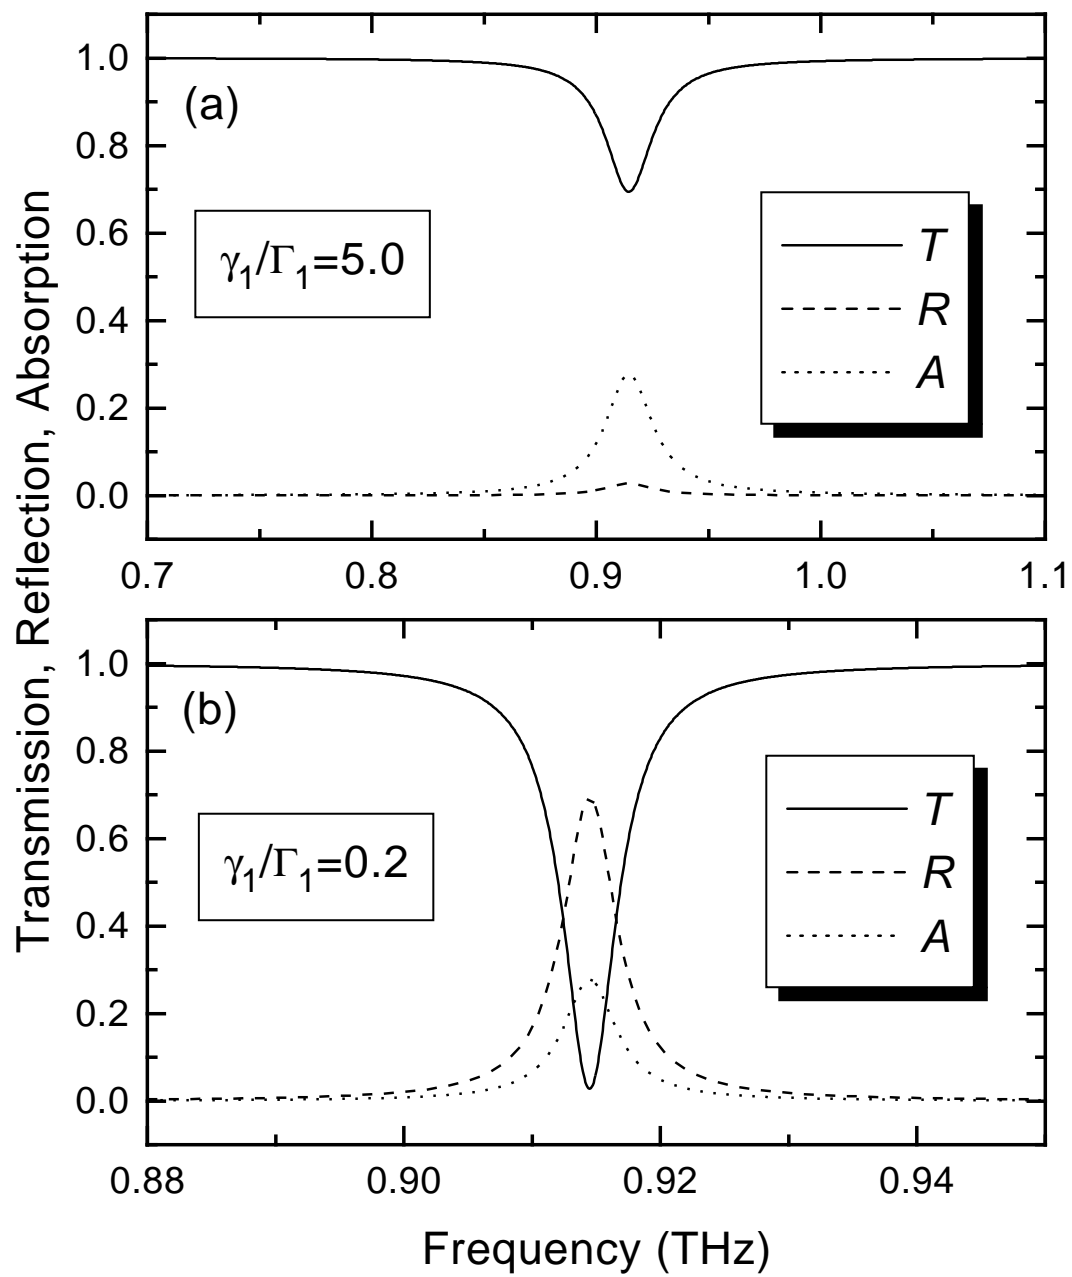 Transmission, Reflection, Absorption
1.0
0.8
0.6
0.4
0.2
0.0
(a)
γ1/Γ1=5.0
T
R
A
0.7 0.8 0.9 1.0 1.1
1.0
0.8
0.6
0.4
0.2
0.0
(b)
γ1/Γ1=0.2
T
R
A
0.88 0.90 0.92 0.94
Frequency (THz)